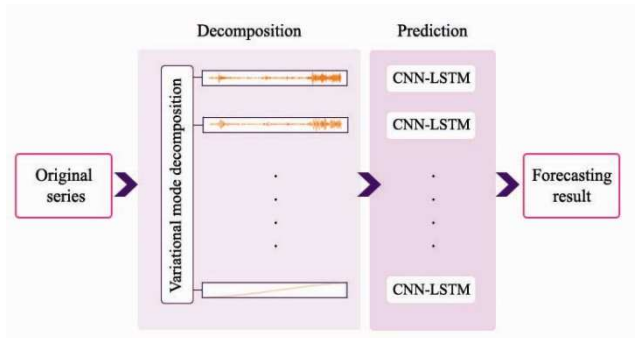 Decomposition
Prediction
Original
series
Variational mode decomposition
CNN-LSTM
CNN-LSTM
CNN-LSTM
Forecasting
result